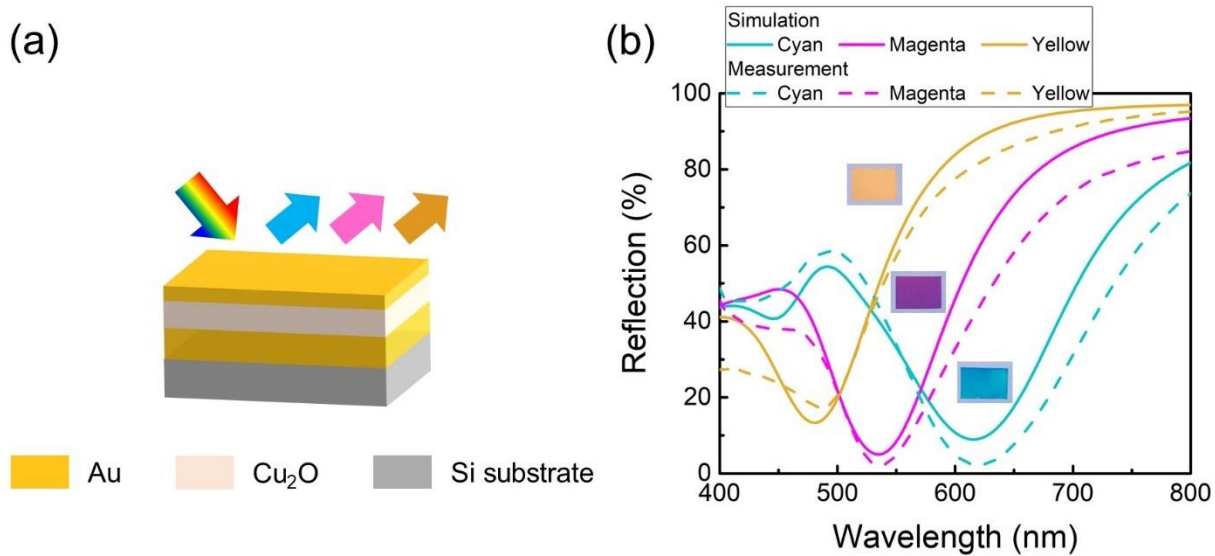 (a)
Au
Cu₂O
Si substrate
(b)
Simulation
Cyan Magenta Yellow
Measurement
Cyan Magenta Yellow
Reflection (%)
100
80
60
40
20
0
400 500 600 700 800
Wavelength (nm)